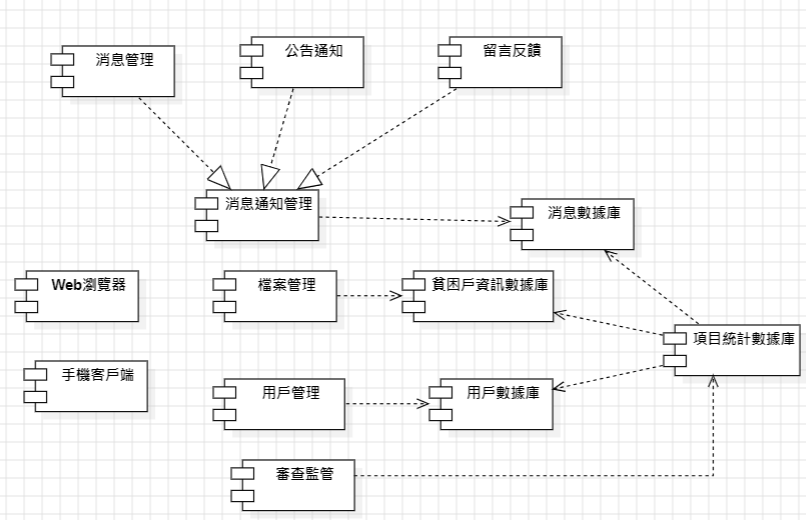 消息管理
公告通知
留言反饋
消息通知管理
消息數據庫
Web瀏覽器
檔案管理
貧困戶資訊數據庫
項目統計數據庫
手機客戶端
用戶管理
用戶數據庫
審查監管